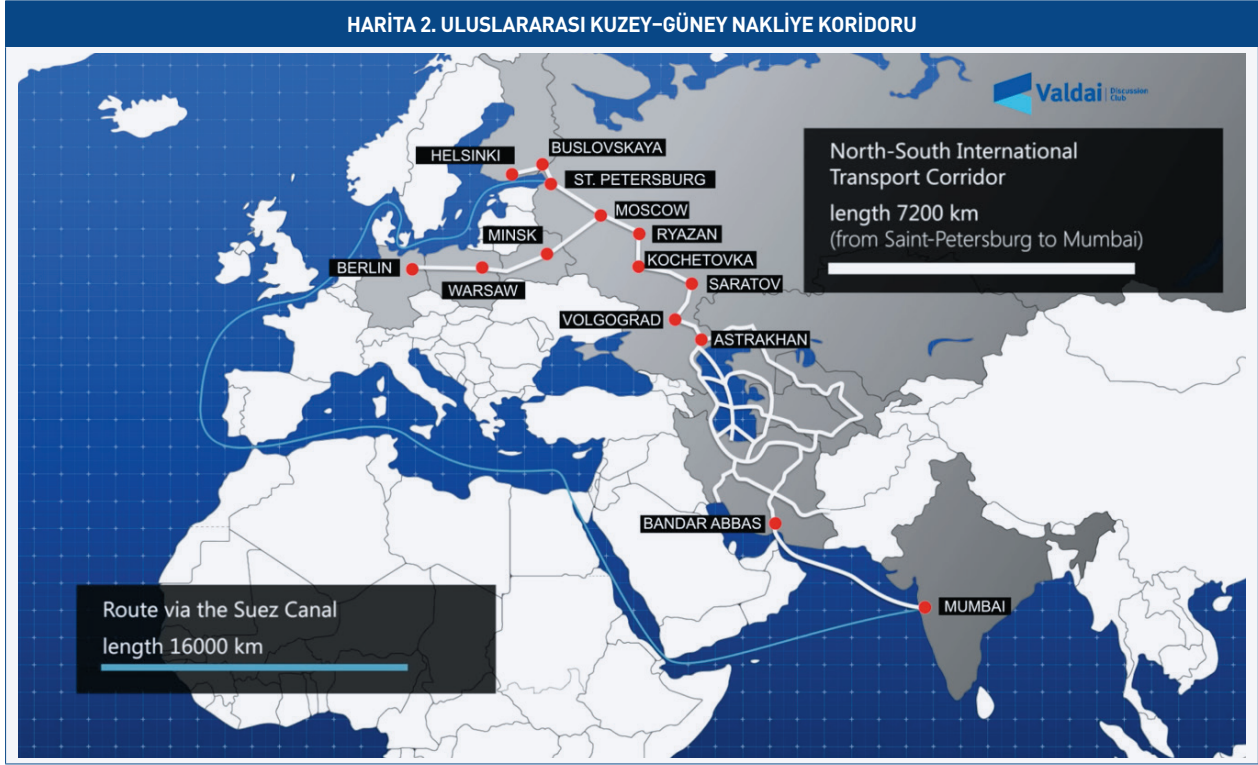 HARİTA 2. ULUSLARARASI KUZEY–GÜNEY NAKLİYE KORİDORU
Valdai | Discussion Club
North-South International
Transport Corridor
length 7200 km
(from Saint-Petersburg to Mumbai)
HELSINKI
BUSLOVSKAYA
ST. PETERSBURG
MOSCOW
MINSK
RYAZAN
BERLIN
KOCHETOVKA
WARSAW
SARATOV
VOLGOGRAD
ASTRAKHAN
BANDAR ABBAS
MUMBAI
Route via the Suez Canal
length 16000 km